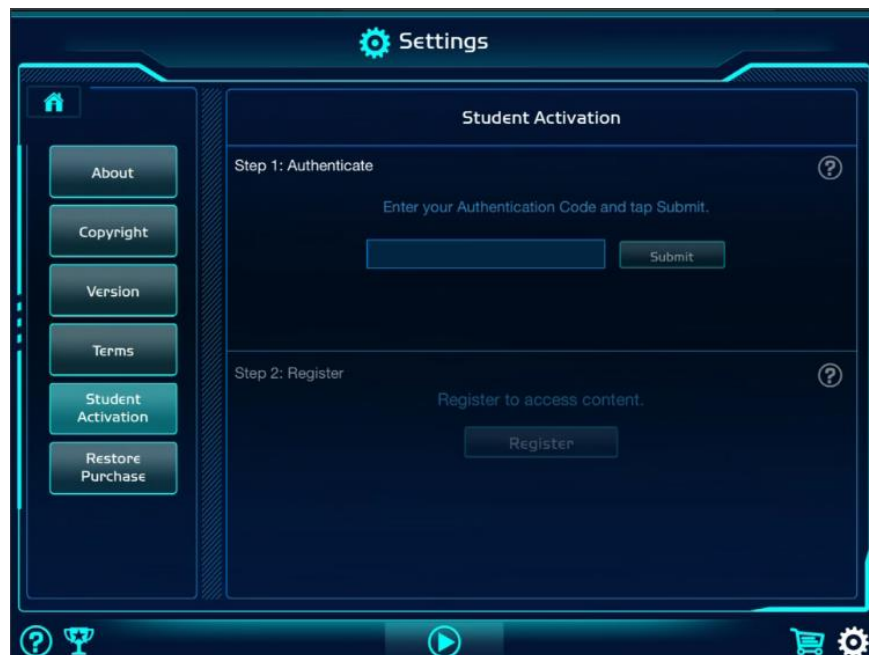 Settings
Student Activation
Step 1: Authenticate
?
Enter your Authentication Code and tap Submit.
Submit
Step 2: Register
?
Register to access content.
Register
About
Copyright
Version
Terms
Student
Activation
Restore
Purchase
?